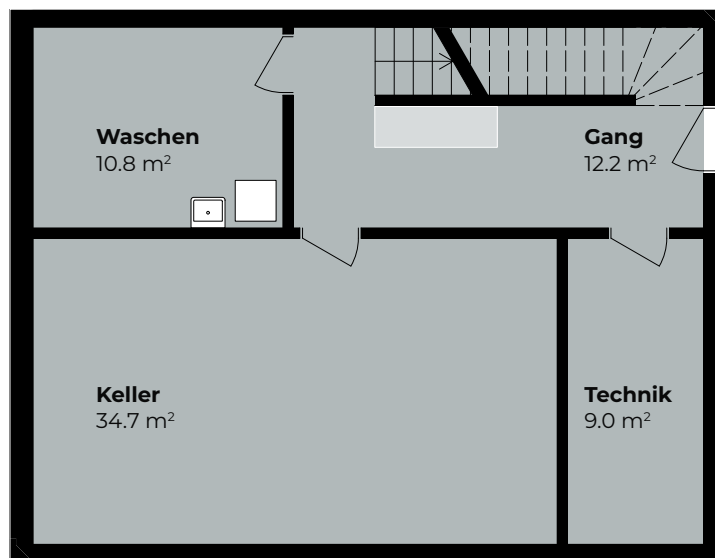 Waschen
10.8 m²
Gang
12.2 m²
Keller
34.7 m²
Technik
9.0 m²